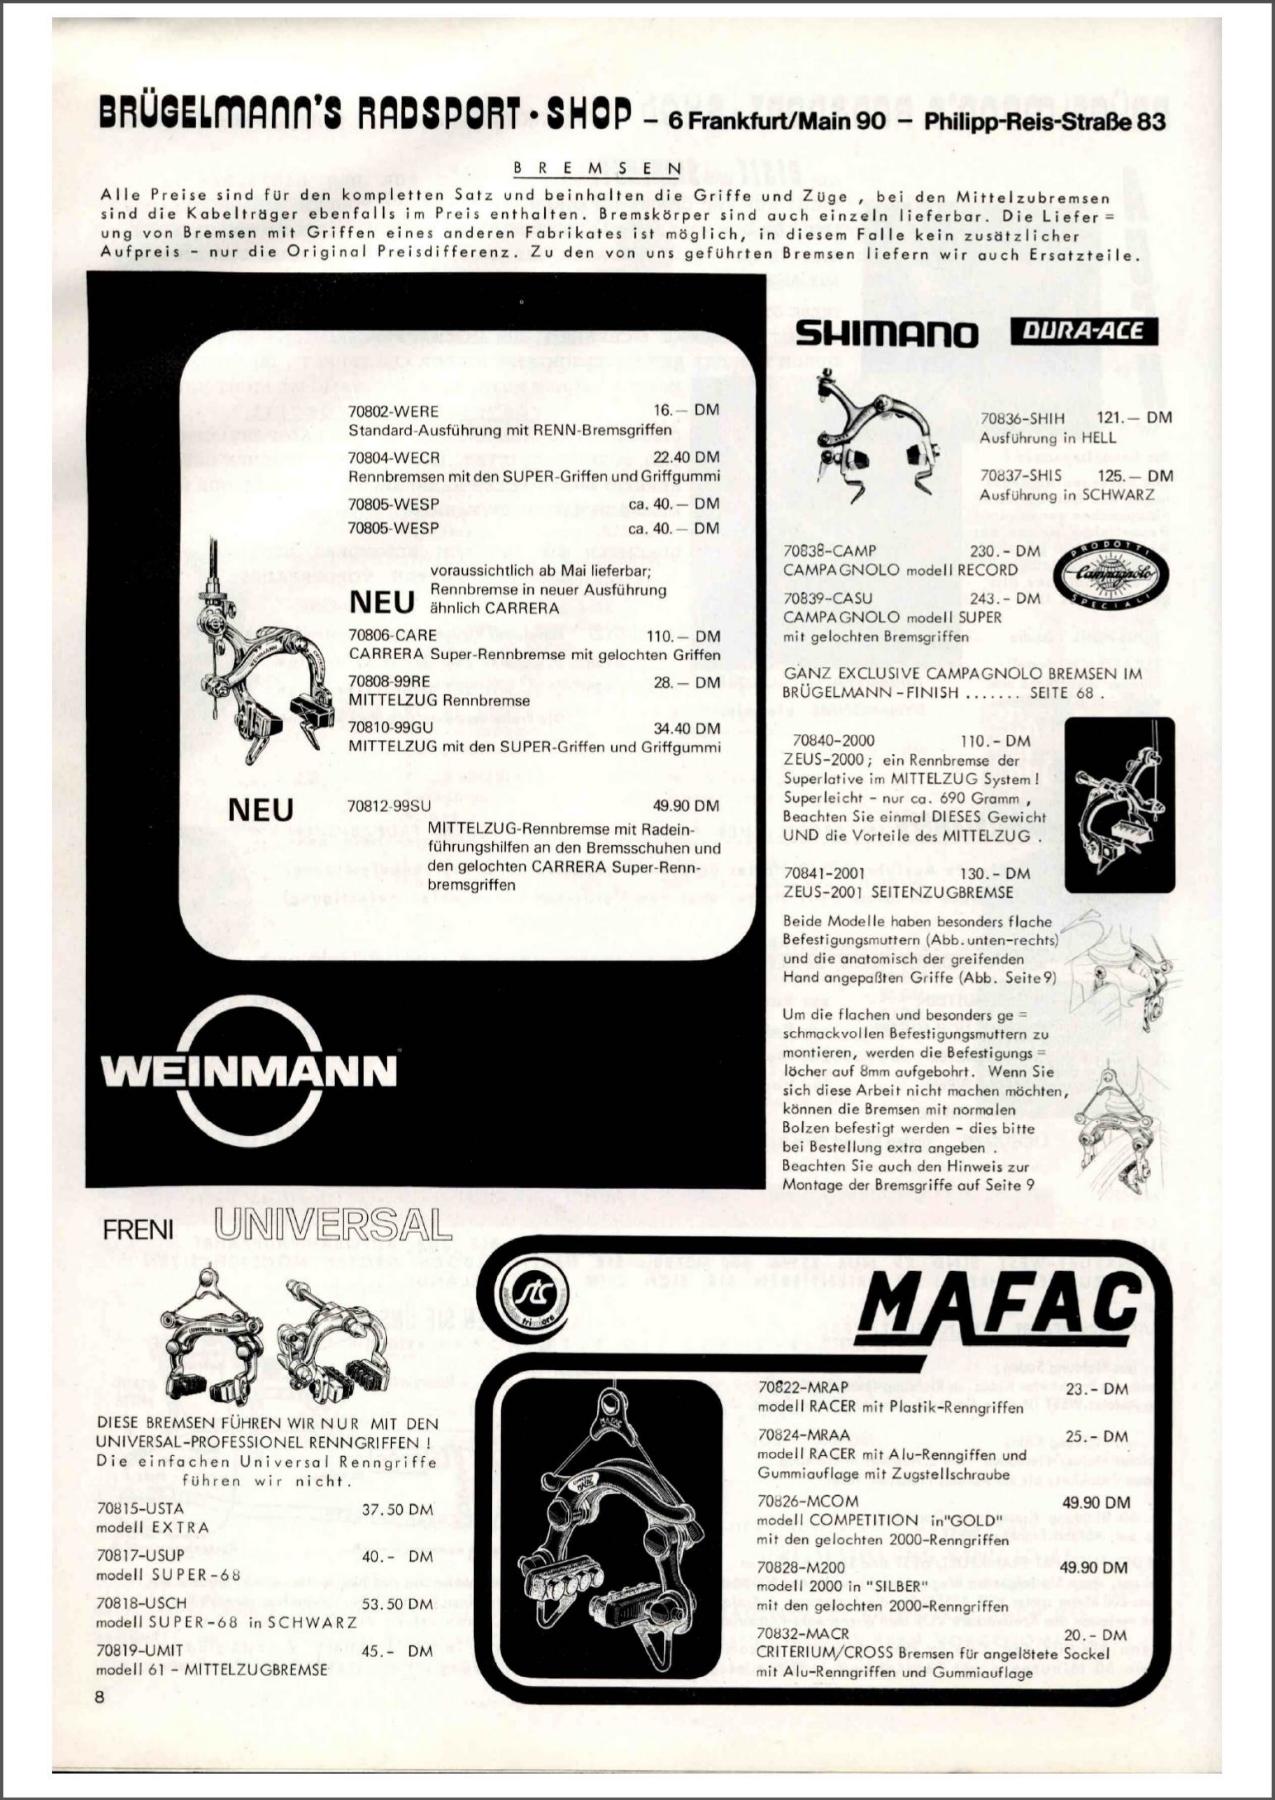 BRÜGELMANN'S RADSPORT · SHOP – 6 Frankfurt/Main 90 – Philipp-Reis-Straße 83
BREMSEN
Alle Preise sind für den kompletten Satz und beinhalten die Griffe und Züge , bei den Mittelzubremsen
sind die Kabelträger ebenfalls im Preis enthalten. Bremskörper sind auch einzeln lieferbar. Die Liefer =
ung von Bremsen mit Griffen eines anderen Fabrikates ist möglich, in diesem Falle kein zusätzlicher
Aufpreis – nur die Original Preisdifferenz. Zu den von uns geführten Bremsen liefern wir auch Ersatzteile.
70802-WERE 16.— DM
Standard-Ausführung mit RENN-Bremsgriffen
70804-WECR 22.40 DM
Rennbremsen mit den SUPER-Griffen und Griffgummi
70805-WESP ca. 40.— DM
70805-WESP ca. 40.— DM
voraussichtlich ab Mai lieferbar;
NEU Rennbremse in neuer Ausführung
ähnlich CARRERA
70806-CARE 110.— DM
CARRERA Super-Rennbremse mit gelochten Griffen
70808-99RE 28.— DM
MITTELZUG Rennbremse
70810-99GU 34.40 DM
MITTELZUG mit den SUPER-Griffen und Griffgummi
NEU 70812-99SU 49.90 DM
MITTELZUG-Rennbremse mit Radein-
führungshilfen an den Bremsschuhen und
den gelochten CARRERA Super-Renn-
bremsgriffen
WEINMANN
SHIMANO DURA-ACE
70836-SHIH 121.— DM
Ausführung in HELL
70837-SHIS 125.— DM
Ausführung in SCHWARZ
70838-CAMP 230.- DM
CAMPAGNOLO modell RECORD
70839-CASU 243.- DM
CAMPAGNOLO modell SUPER
mit gelochten Bremsgriffen
PRODOTTI
Campagnolo
SPECIALI
GANZ EXCLUSIVE CAMPAGNOLO BREMSEN IM
BRÜGELMANN-FINISH ....... SEITE 68 .
70840-2000 110.- DM
ZEUS-2000; ein Rennbremse der
Superlative im MITTELZUG System!
Superleicht – nur ca. 690 Gramm ,
Beachten Sie einmal DIESES Gewicht
UND die Vorteile des MITTELZUG .
70841-2001 130.- DM
ZEUS-2001 SEITENZUGBREMSE
Beide Modelle haben besonders flache
Befestigungsmuttern (Abb. unten-rechts)
und die anatomisch der greifenden
Hand angepaßten Griffe (Abb. Seite 9)
Um die flachen und besonders ge =
schmackvollen Befestigungsmuttern zu
montieren, werden die Befestigungs =
löcher auf 8mm aufgebohrt. Wenn Sie
sich diese Arbeit nicht machen möchten,
können die Bremsen mit normalen
Bolzen befestigt werden – dies bitte
bei Bestellung extra angeben .
Beachten Sie auch den Hinweis zur
Montage der Bremsgriffe auf Seite 9
FRENI UNIVERSAL
DIESE BREMSEN FÜHREN WIR NUR MIT DEN
UNIVERSAL-PROFESSIONEL RENNGRIFFEN !
Die einfachen Universal Renngriffe
führen wir nicht.
70815-USTA 37.50 DM
modell EXTRA
70817-USUP 40.- DM
modell SUPER-68
70818-USCH 53.50 DM
modell SUPER-68 in SCHWARZ
70819-UMIT 45.- DM
modell 61 – MITTELZUGBREMSE
8
MAFAC
MAFAC
70822-MRAP 23.- DM
modell RACER mit Plastik-Renngriffen
70824-MRAA 25.- DM
modell RACER mit Alu-Renngiffen und
Gummiauflage mit Zugstellschraube
70826-MCOM 49.90 DM
modell COMPETITION in"GOLD"
mit den gelochten 2000-Renngriffen
70828-M200 49.90 DM
modell 2000 in "SILBER"
mit den gelochten 2000-Renngriffen
70832-MACR 20.- DM
CRITERIUM/CROSS Bremsen für angelötete Sockel
mit Alu-Renngriffen und Gummiauflage